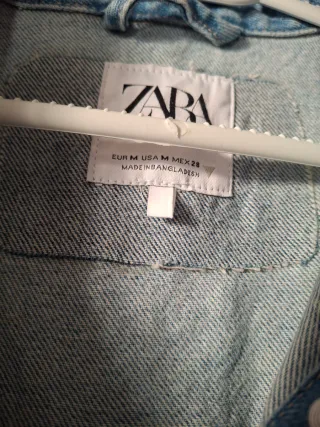 ZARA
EUR M USA M MEX 28
MADE IN BANGLADESH